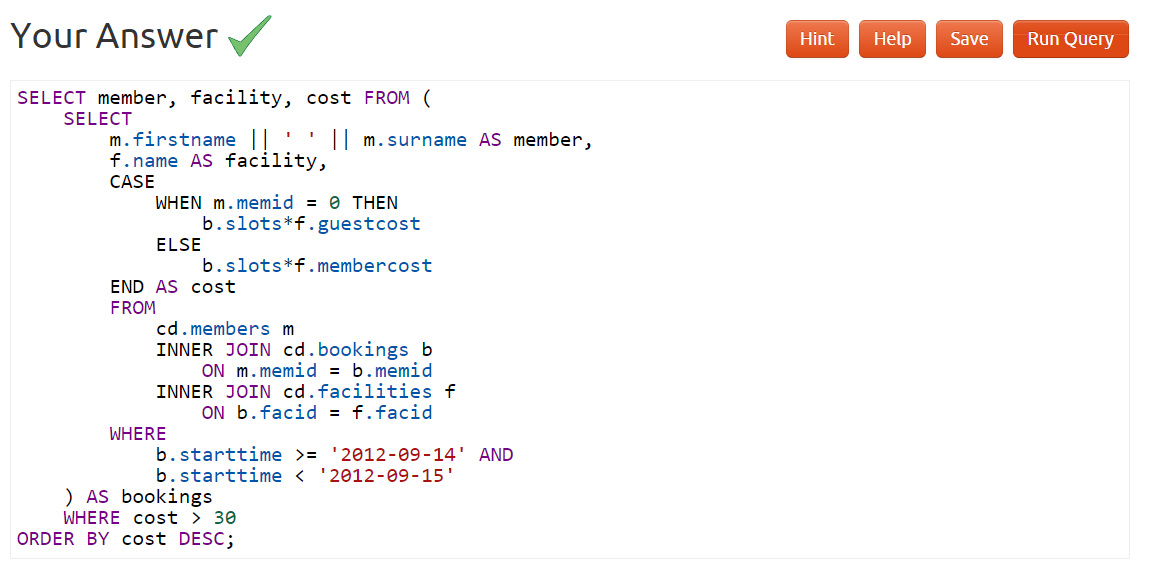 Your Answer
Hint
Help
Save
Run Query
SELECT member, facility, cost FROM (
    SELECT
        m.firstname || ' ' || m.surname AS member,
        f.name AS facility,
        CASE
            WHEN m.memid = 0 THEN
                b.slots*f.guestcost
            ELSE
                b.slots*f.membercost
        END AS cost
        FROM
            cd.members m
            INNER JOIN cd.bookings b
                ON m.memid = b.memid
            INNER JOIN cd.facilities f
                ON b.facid = f.facid
        WHERE
            b.starttime >= '2012-09-14' AND
            b.starttime < '2012-09-15'
    ) AS bookings
    WHERE cost > 30
ORDER BY cost DESC;